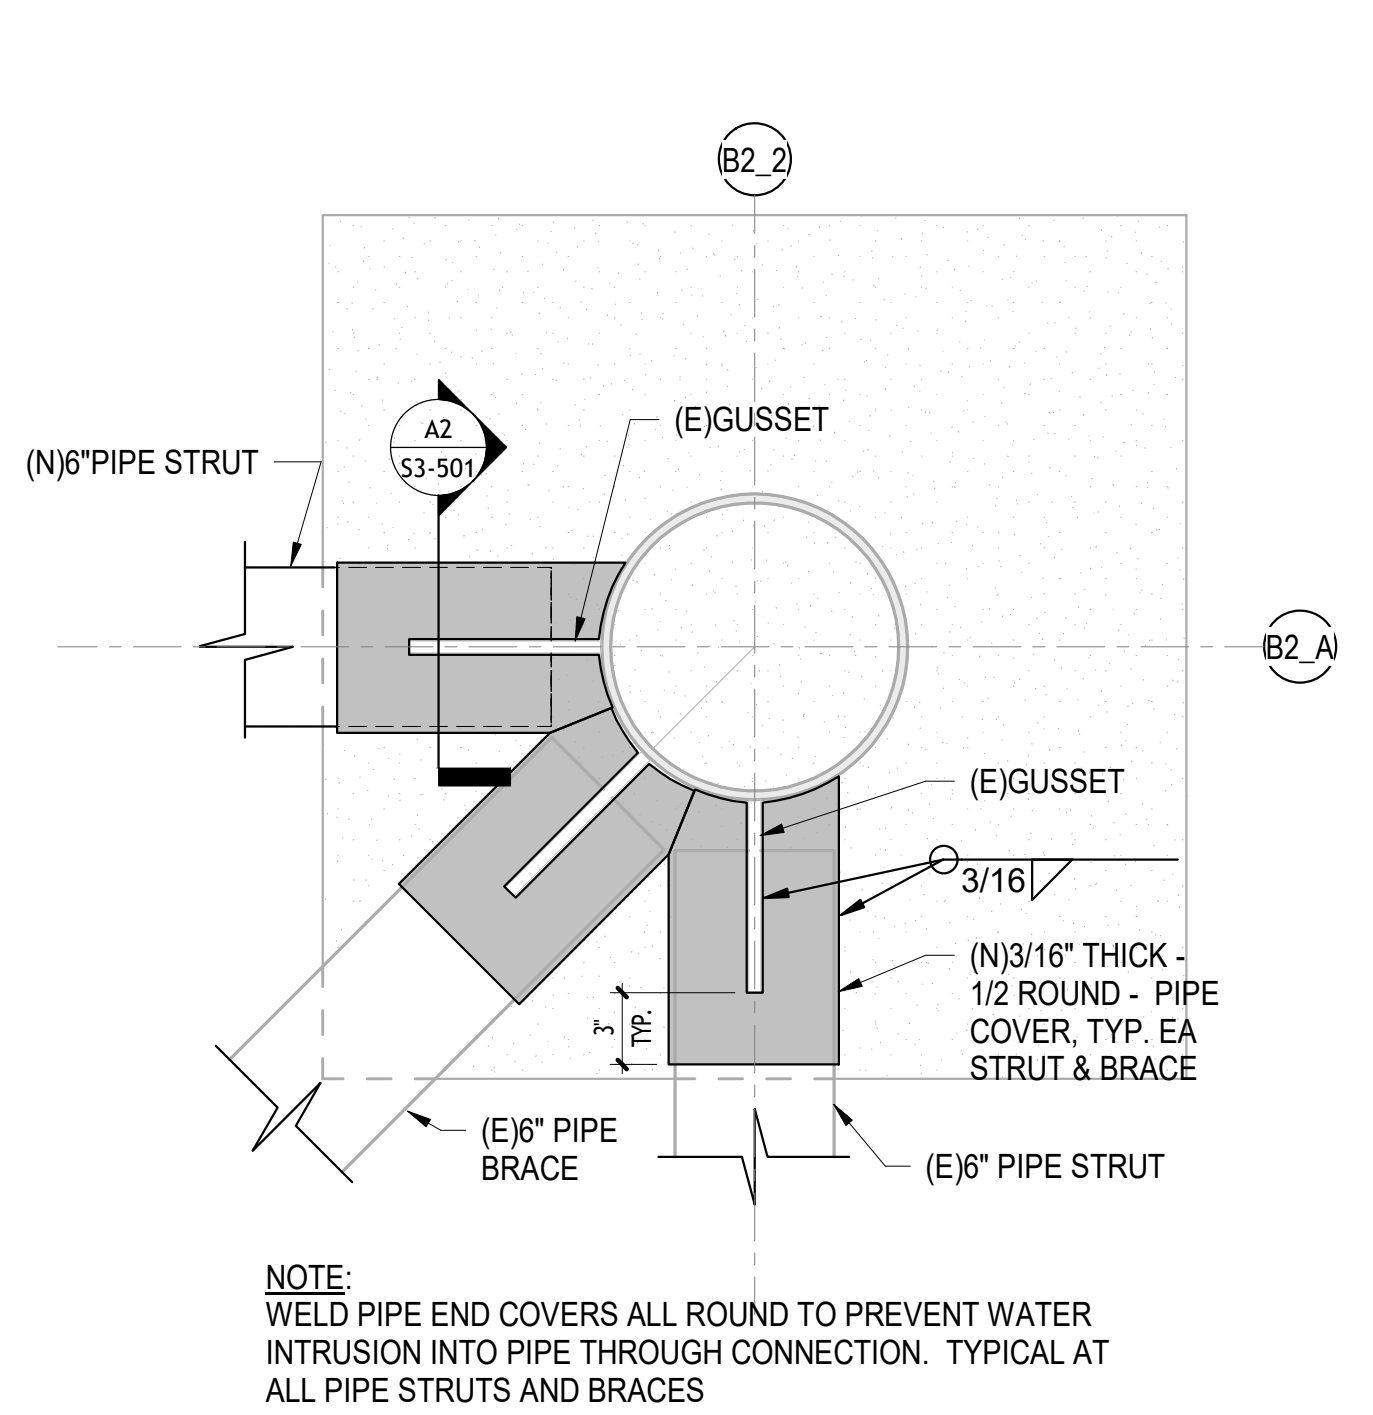 B2_2
(E)GUSSET
A2
S3-501
(N)6"PIPE STRUT
B2_A
(E)GUSSET
3/16
(N)3/16" THICK -
1/2 ROUND -  PIPE
COVER, TYP. EA
STRUT & BRACE
3"
TYP.
(E)6" PIPE
BRACE
(E)6" PIPE STRUT
NOTE:
WELD PIPE END COVERS ALL ROUND TO PREVENT WATER
INTRUSION INTO PIPE THROUGH CONNECTION.  TYPICAL AT
ALL PIPE STRUTS AND BRACES